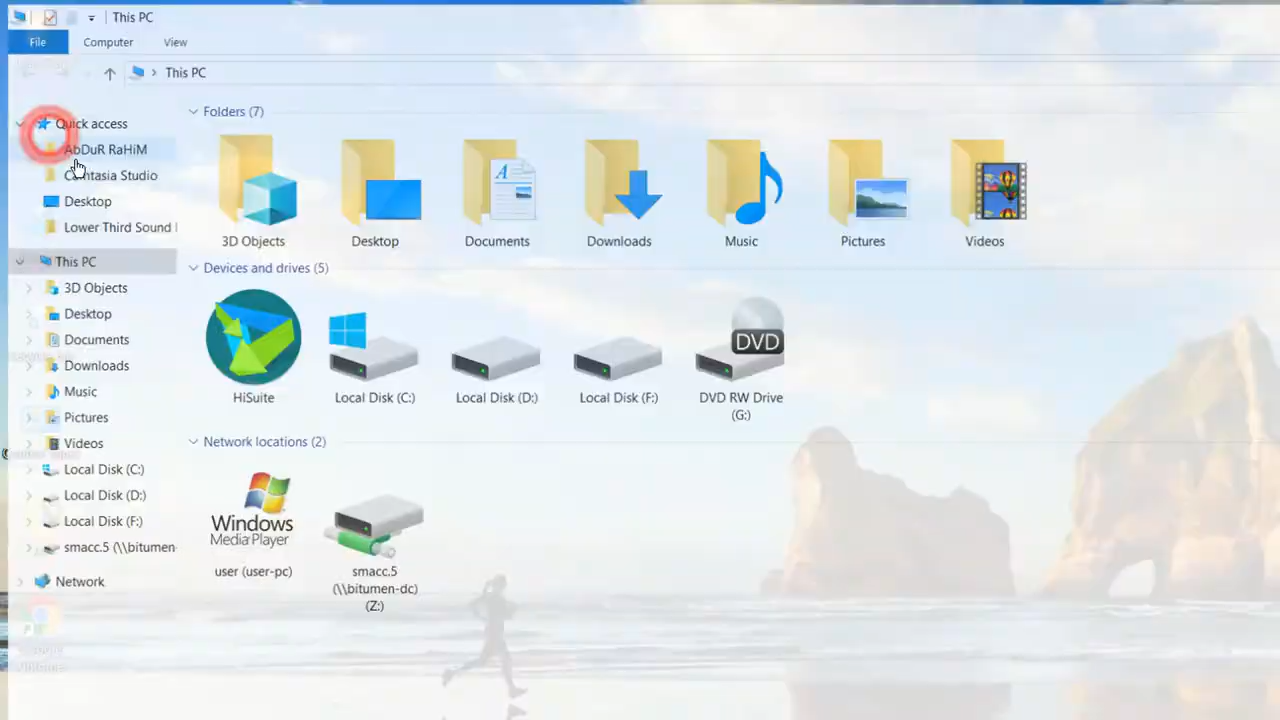 This PC
File
Computer
View
This PC
Quick access
AbDuR RaHiM
Camtasia Studio
Desktop
Lower Third Sound
This PC
3D Objects
Desktop
Documents
Downloads
Music
Pictures
Videos
Local Disk (C:)
Local Disk (D:)
Local Disk (F:)
smacc.5 (\\bitumen-
Network
Folders (7)
3D Objects
Desktop
Documents
Downloads
Music
Pictures
Videos
Devices and drives (5)
DVD
HiSuite
Local Disk (C:)
Local Disk (D:)
Local Disk (F:)
DVD RW Drive
(G:)
Network locations (2)
Windows
Media Player
user (user-pc)
smacc.5
(\\bitumen-dc)
(Z:)